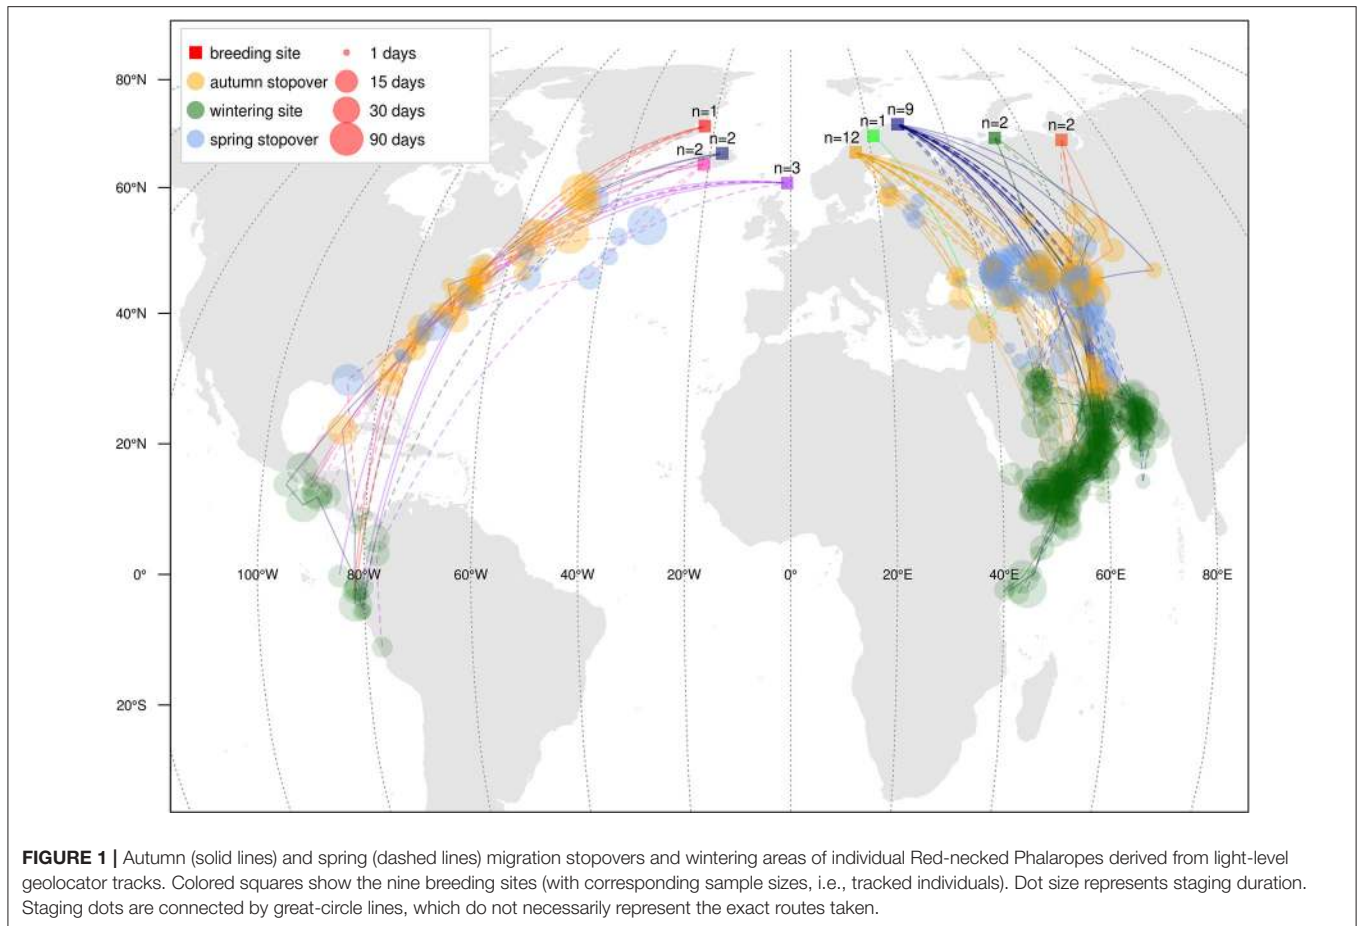 breeding site
autumn stopover
wintering site
spring stopover
1 days
15 days
30 days
90 days
80°N
60°N
40°N
20°N
0°
20°S
n=1
n=2
n=2
n=3
n=12
n=1
n=9
n=2
n=2
100°W
80°W
60°W
40°W
20°W
0°
20°E
40°E
60°E
80°E
FIGURE 1 | Autumn (solid lines) and spring (dashed lines) migration stopovers and wintering areas of individual Red-necked Phalaropes derived from light-level
geolocator tracks. Colored squares show the nine breeding sites (with corresponding sample sizes, i.e., tracked individuals). Dot size represents staging duration.
Staging dots are connected by great-circle lines, which do not necessarily represent the exact routes taken.